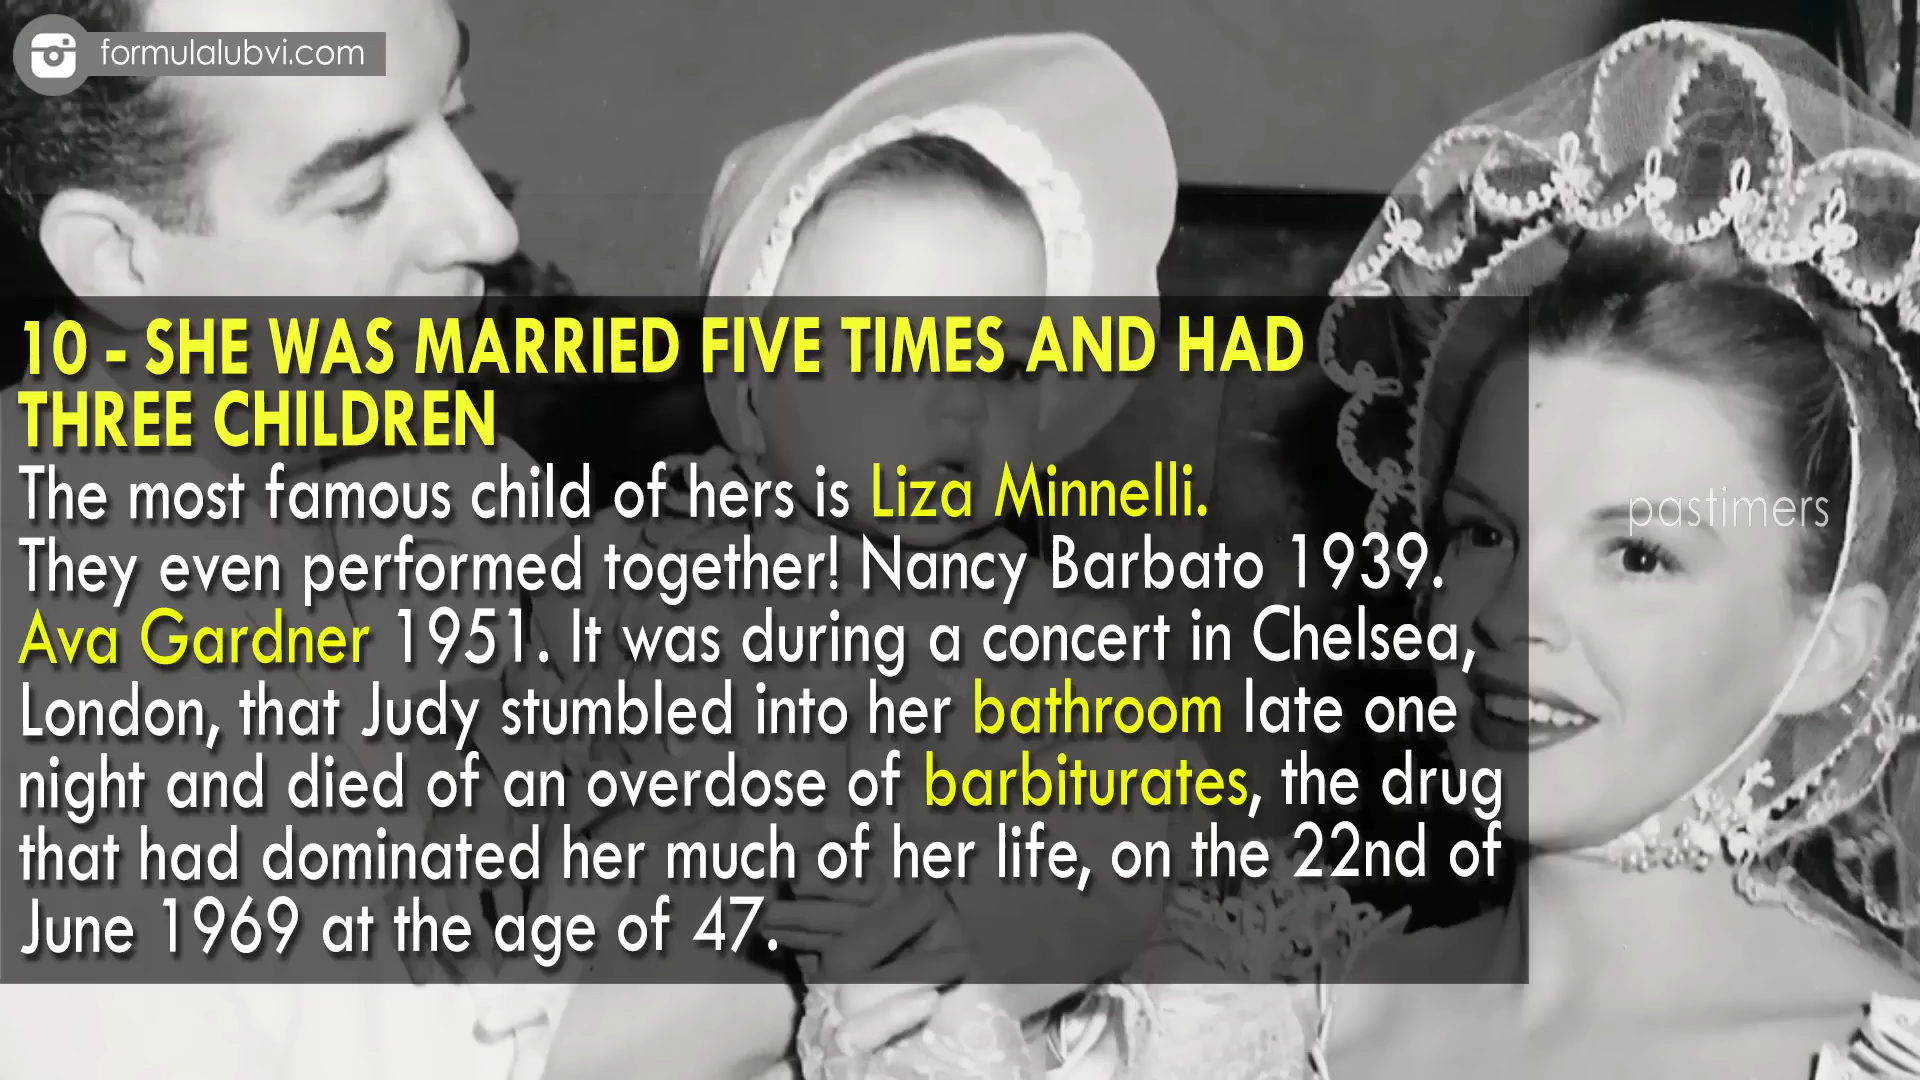 formulalubvi.com
10 - SHE WAS MARRIED FIVE TIMES AND HAD
THREE CHILDREN
The most famous child of hers is Liza Minnelli.
They even performed together! Nancy Barbato 1939.
pastimers
Ava Gardner 1951. It was during a concert in Chelsea,
London, that Judy stumbled into her bathroom late one
night and died of an overdose of barbiturates, the drug
that had dominated her much of her life, on the 22nd of
June 1969 at the age of 47.